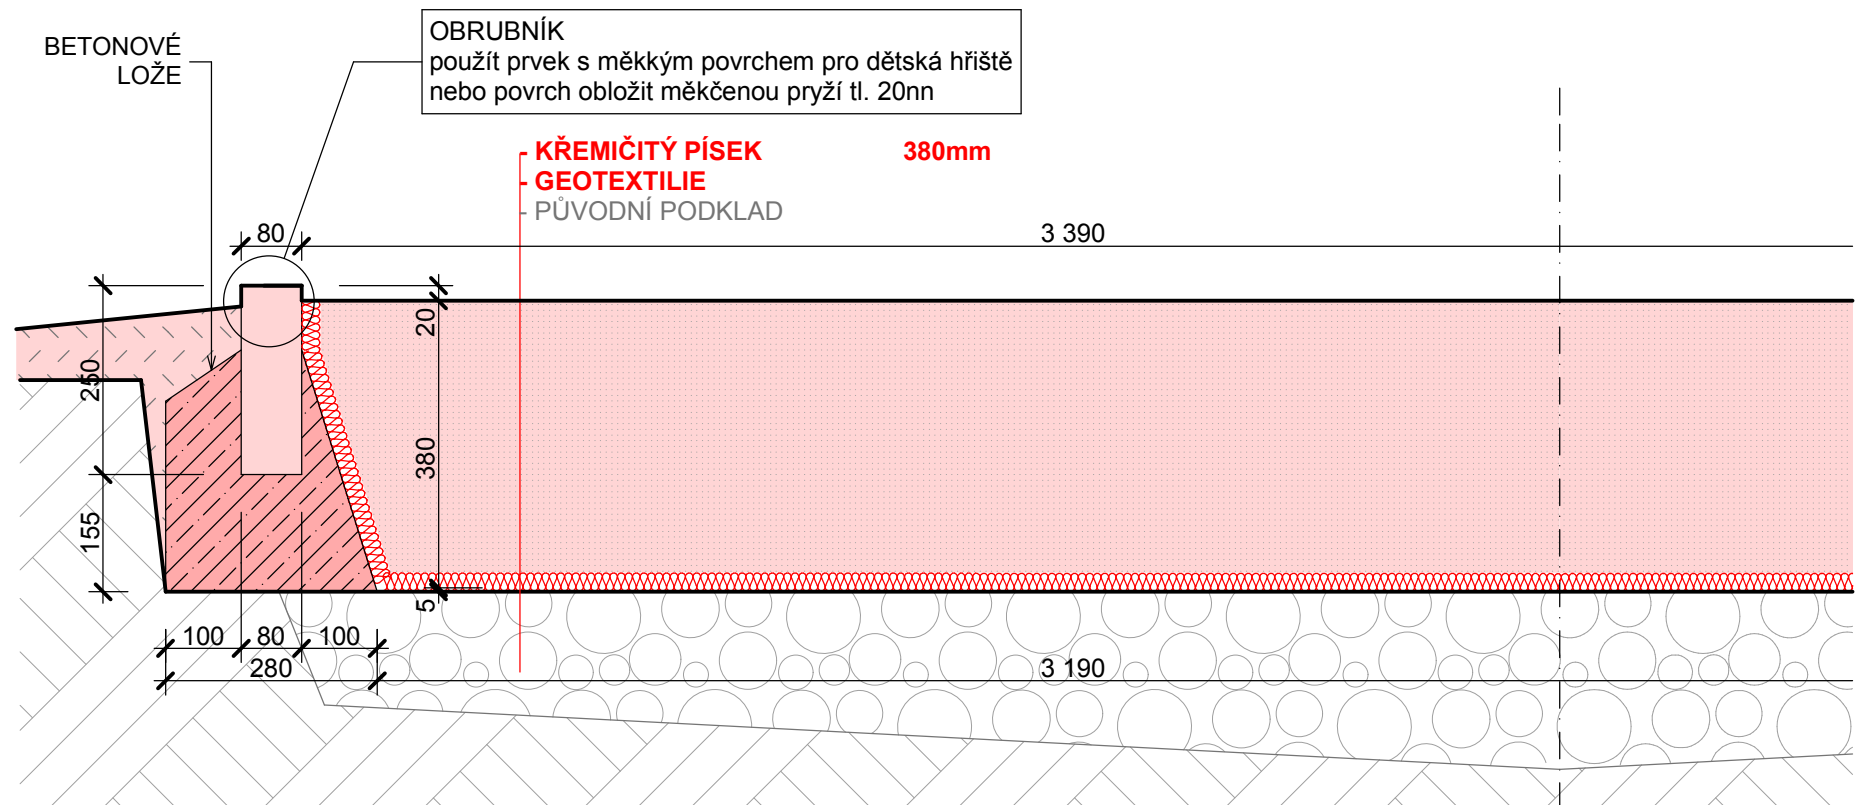 BETONOVÉ
LOŽE
OBRUBNÍK
použít prvek s měkkým povrchem pro dětská hřiště
nebo povrch obložit měkčenou pryží tl. 20nn
- KŘEMIČITÝ PÍSEK 380mm
- GEOTEXTILIE
- PŮVODNÍ PODKLAD
80
3 390
20
250
380
155
5
100
80
100
280
3 190